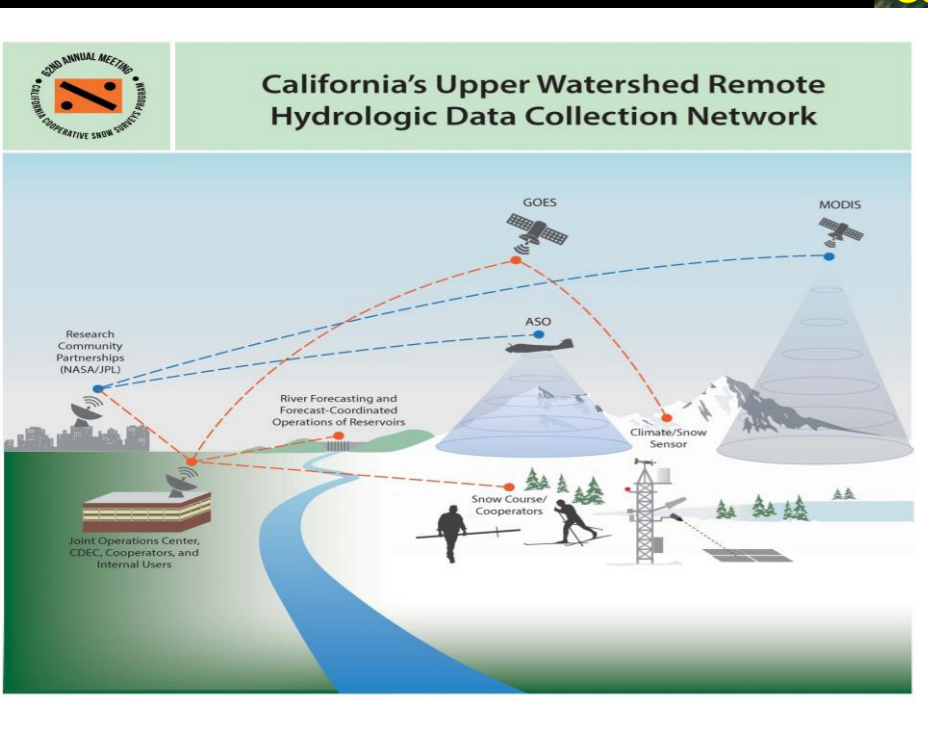 62ND ANNUAL MEETING
CALIFORNIA COOPERATIVE SNOW SURVEYS PROGRAM
California's Upper Watershed Remote
Hydrologic Data Collection Network
GOES
MODIS
ASO
Research
Community
Partnerships
(NASA/JPL)
River Forecasting and
Forecast-Coordinated
Operations of Reservoirs
Climate/Snow
Sensor
Snow Course/
Cooperators
Joint Operations Center,
CDEC, Cooperators, and
Internal Users